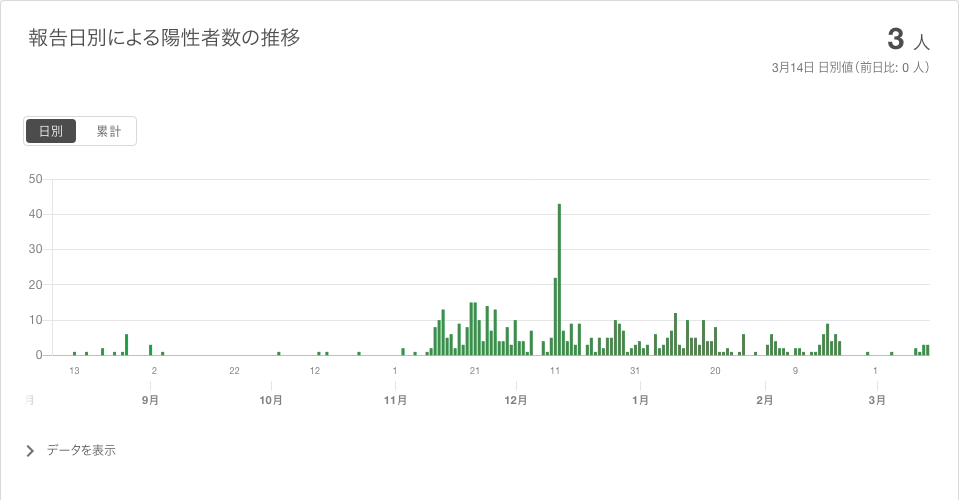 報告日別による陽性者数の推移
3 人
3月14日 日別値（前日比: 0 人）
日別 累計
50
40
30
20
10
0
13 2 22 12 1 21 11 31 20 9 1
月 9月 10月 11月 12月 1月 2月 3月
データを表示